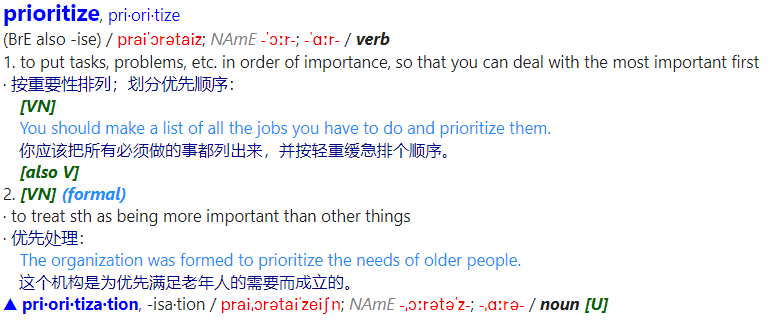 prioritize, pri·ori·tize
(BrE also -ise) / praiˈɔrətaiz; NAmE -ˈɔːr-; -ˈɑːr- / verb
1. to put tasks, problems, etc. in order of importance, so that you can deal with the most important first
· 按重要性排列；划分优先顺序：
[VN]
You should make a list of all the jobs you have to do and prioritize them.
你应该把所有必须做的事都列出来，并按轻重缓急排个顺序。
[also V]
2. [VN] (formal)
· to treat sth as being more important than other things
· 优先处理：
The organization was formed to prioritize the needs of older people.
这个机构是为优先满足老年人的需要而成立的。
▲ pri·ori·tiza·tion, -isa·tion / praiˌɔrətaiˈzeiʃn; NAmE -ˌɔːrətəˈz-; -ˌɑːrə- / noun [U]